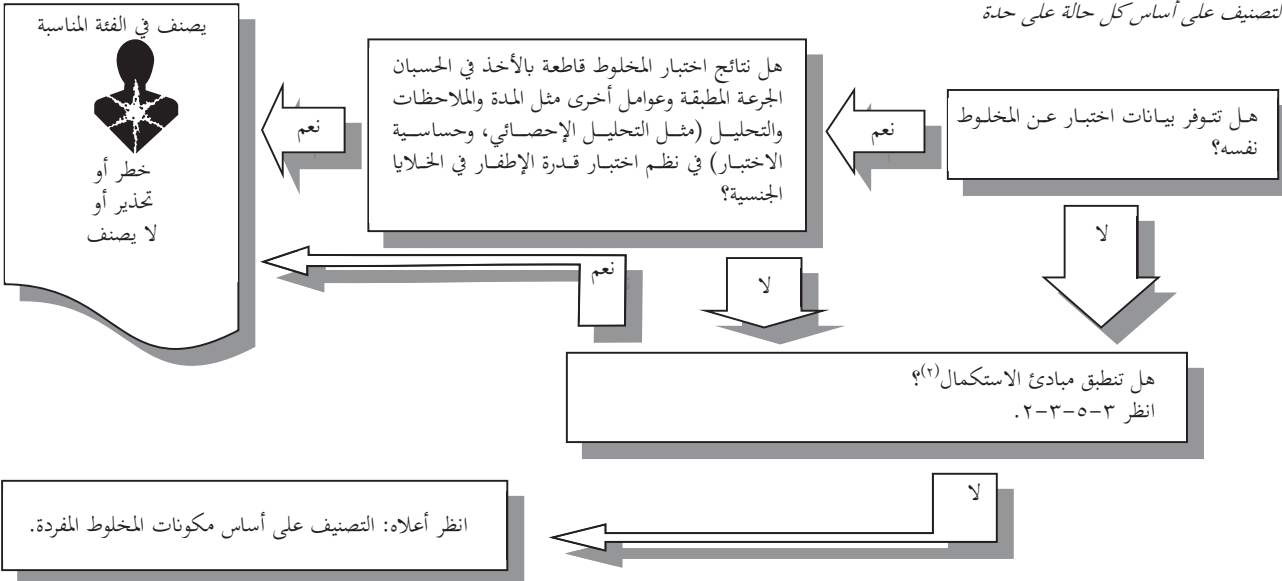 لتصنيف على أساس كل حالة على حدة
هل تتوفر بيانات اختبار عن المخلوط
نفسه؟
نعم
هل نتائج اختبار المخلوط قاطعة بالأخذ في الحسبان
الجرعة المطبقة وعوامل أخرى مثل المدة والملاحظات
والتحليل (مثل التحليل الإحصائي، وحساسية
الاختبار) في نظم اختبار قدرة الإطفار في الخلايا
الجنسية؟
نعم
يصنف في الفئة المناسبة
خطر أو
تحذير أو
لا يصنف
لا
لا
نعم
هل تنطبق مبادئ الاستكمال(٢)؟
انظر ٣-٥-٣-٢.
لا
انظر أعلاه: التصنيف على أساس مكونات المخلوط المفردة.